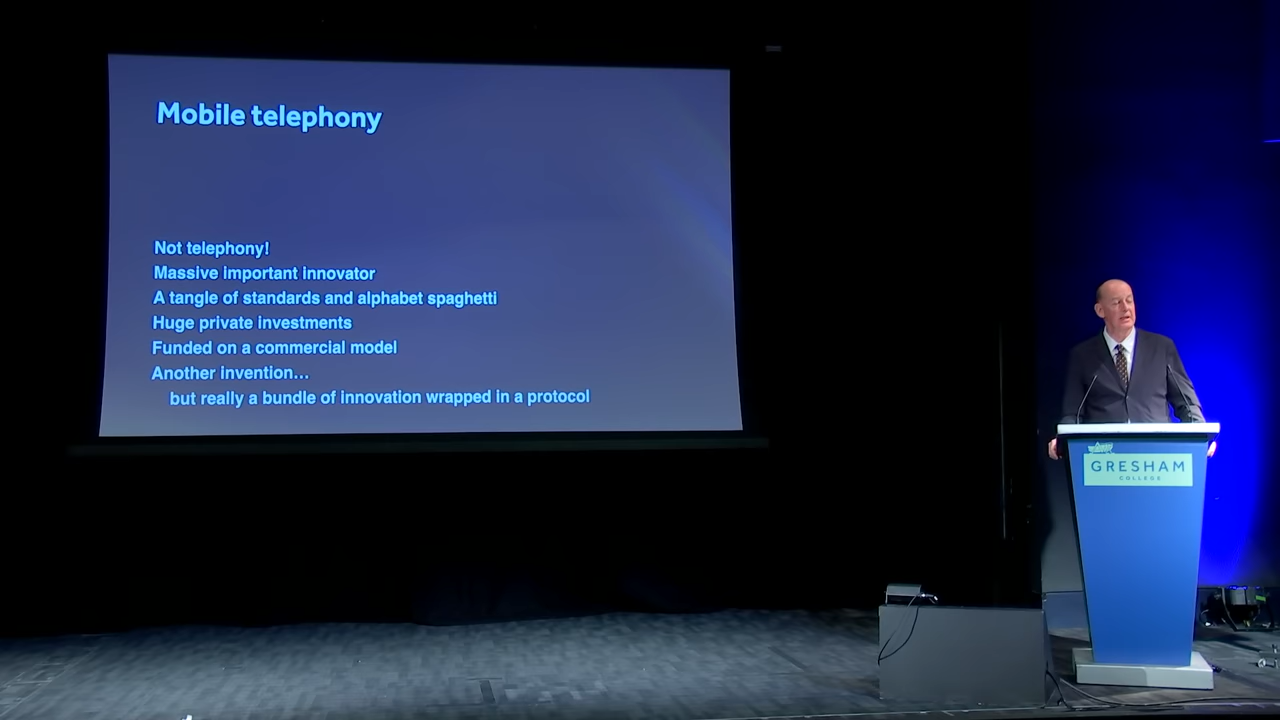 Mobile telephony
Not telephony!
Massive important innovator
A tangle of standards and alphabet spaghetti
Huge private investments
Funded on a commercial model
Another invention...
but really a bundle of innovation wrapped in a protocol
GRESHAM
COLLEGE